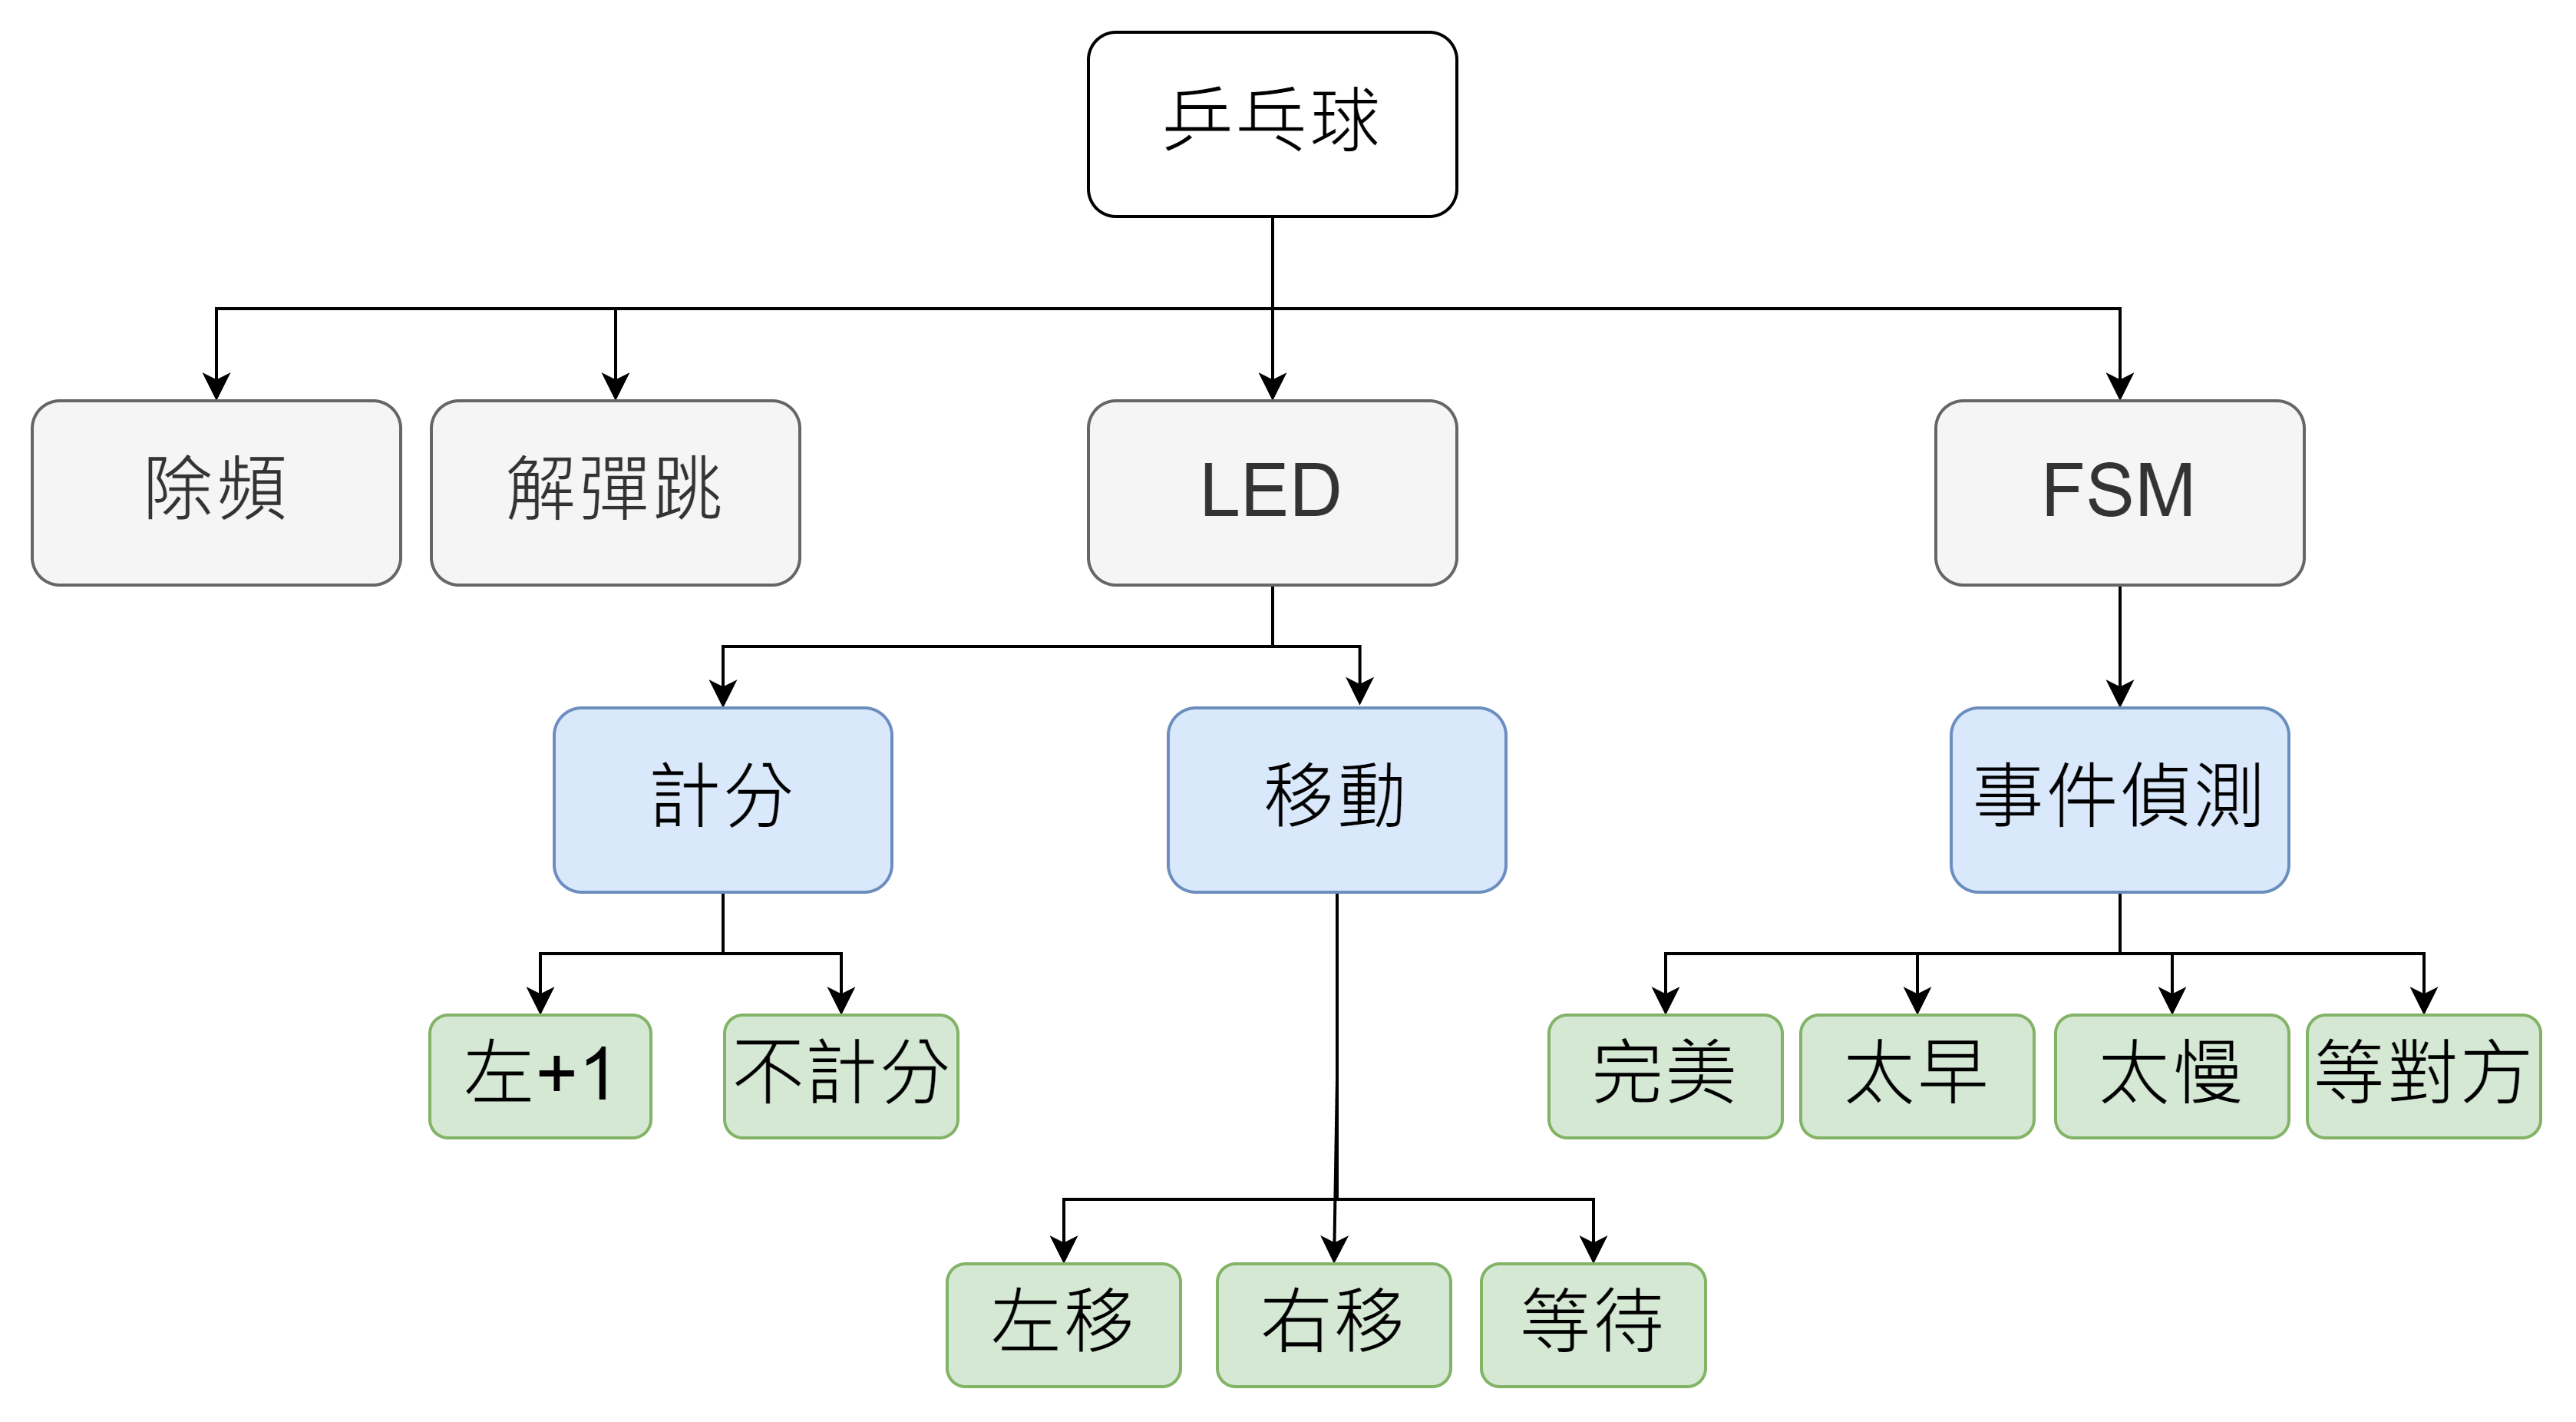 乒乓球
除頻
解彈跳
LED
FSM
計分
移動
事件偵測
左+1
不計分
完美
太早
太慢
等對方
左移
右移
等待